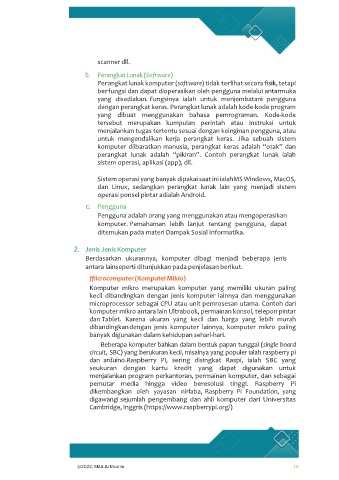 scanner dll.
b. Perangkat Lunak (Software)
Perangkat lunak komputer (software) tidak terlihat secara fisik, tetapi
berfungsi dan dapat dioperasikan oleh pengguna melalui antarmuka
yang disediakan. Fungsinya ialah untuk menjembatani pengguna
dengan perangkat keras. Perangkat lunak adalah kode-kode program
yang dibuat menggunakan bahasa pemrograman. Kode-kode
tersebut merupakan kumpulan perintah atau instruksi untuk
menjalankan tugas tertentu sesuai dengan keinginan pengguna, atau
untuk mengendalikan kerja perangkat keras. Jika sebuah sistem
komputer diibaratkan manusia, perangkat keras adalah “otak” dan
perangkat lunak adalah “pikiran”. Contoh perangkat lunak ialah
sistem operasi, aplikasi (app), dll.
Sistem operasi yang banyak dipakai saat ini ialah MS Windows, MacOS,
dan Linux, sedangkan perangkat lunak lain yang menjadi sistem
operasi ponsel pintar adialah Android.
c. Pengguna
Pengguna adalah orang yang menggunakan atau mengoperasikan
komputer. Pemahaman lebih lanjut tentang pengguna, dapat
ditemukan pada materi Dampak Sosial Informatika.
2. Jenis-Jenis Komputer
Berdasarkan ukurannya, komputer dibagi menjadi beberapa jenis
antara lainseperti ditunjukkan pada penjelasan berikut.
ffilizrocomputer (Komputel Mikio)
Komputer mikro merupakan komputer yang memiliki ukuran paling
kecil dibandingkan dengan jenis komputer lainnya dan menggunakan
microprocessor sebagai CPU atau unit pemrosesan utama. Contoh dari
komputer mikro antara lain Ultrabook, permainan konsol, telepon pintar
dan Tablet. Karena ukuran yang kecil dan harga yang lebih murah
dibandingkan dengan jenis komputer lainnya, komputer mikro paling
banyak digunakan dalam kehidupan sehari-hari.
Beberapa komputer bahkan dalam bentuk papan tunggal (single board
circuit, SBC) yang berukuran kecil, misalnya yang populer ialah raspberry pi
dan arduino.Raspberry Pi, sering disingkat Raspi, ialah SBC yang
seukuran dengan kartu kredit yang dapat digunakan untuk
menjalankan program perkantoran, permainan komputer, dan sebagai
pemutar media hingga video beresolusi tinggi. Raspberry Pi
dikembangkan oleh yayasan nirlaba, Raspberry Pi Foundation, yang
digawangi sejumlah pengembang dan ahli komputer dari Universitas
Cambridge, Inggris (https://www.raspberrypi.org/)
@2022, SMA Al Muslim